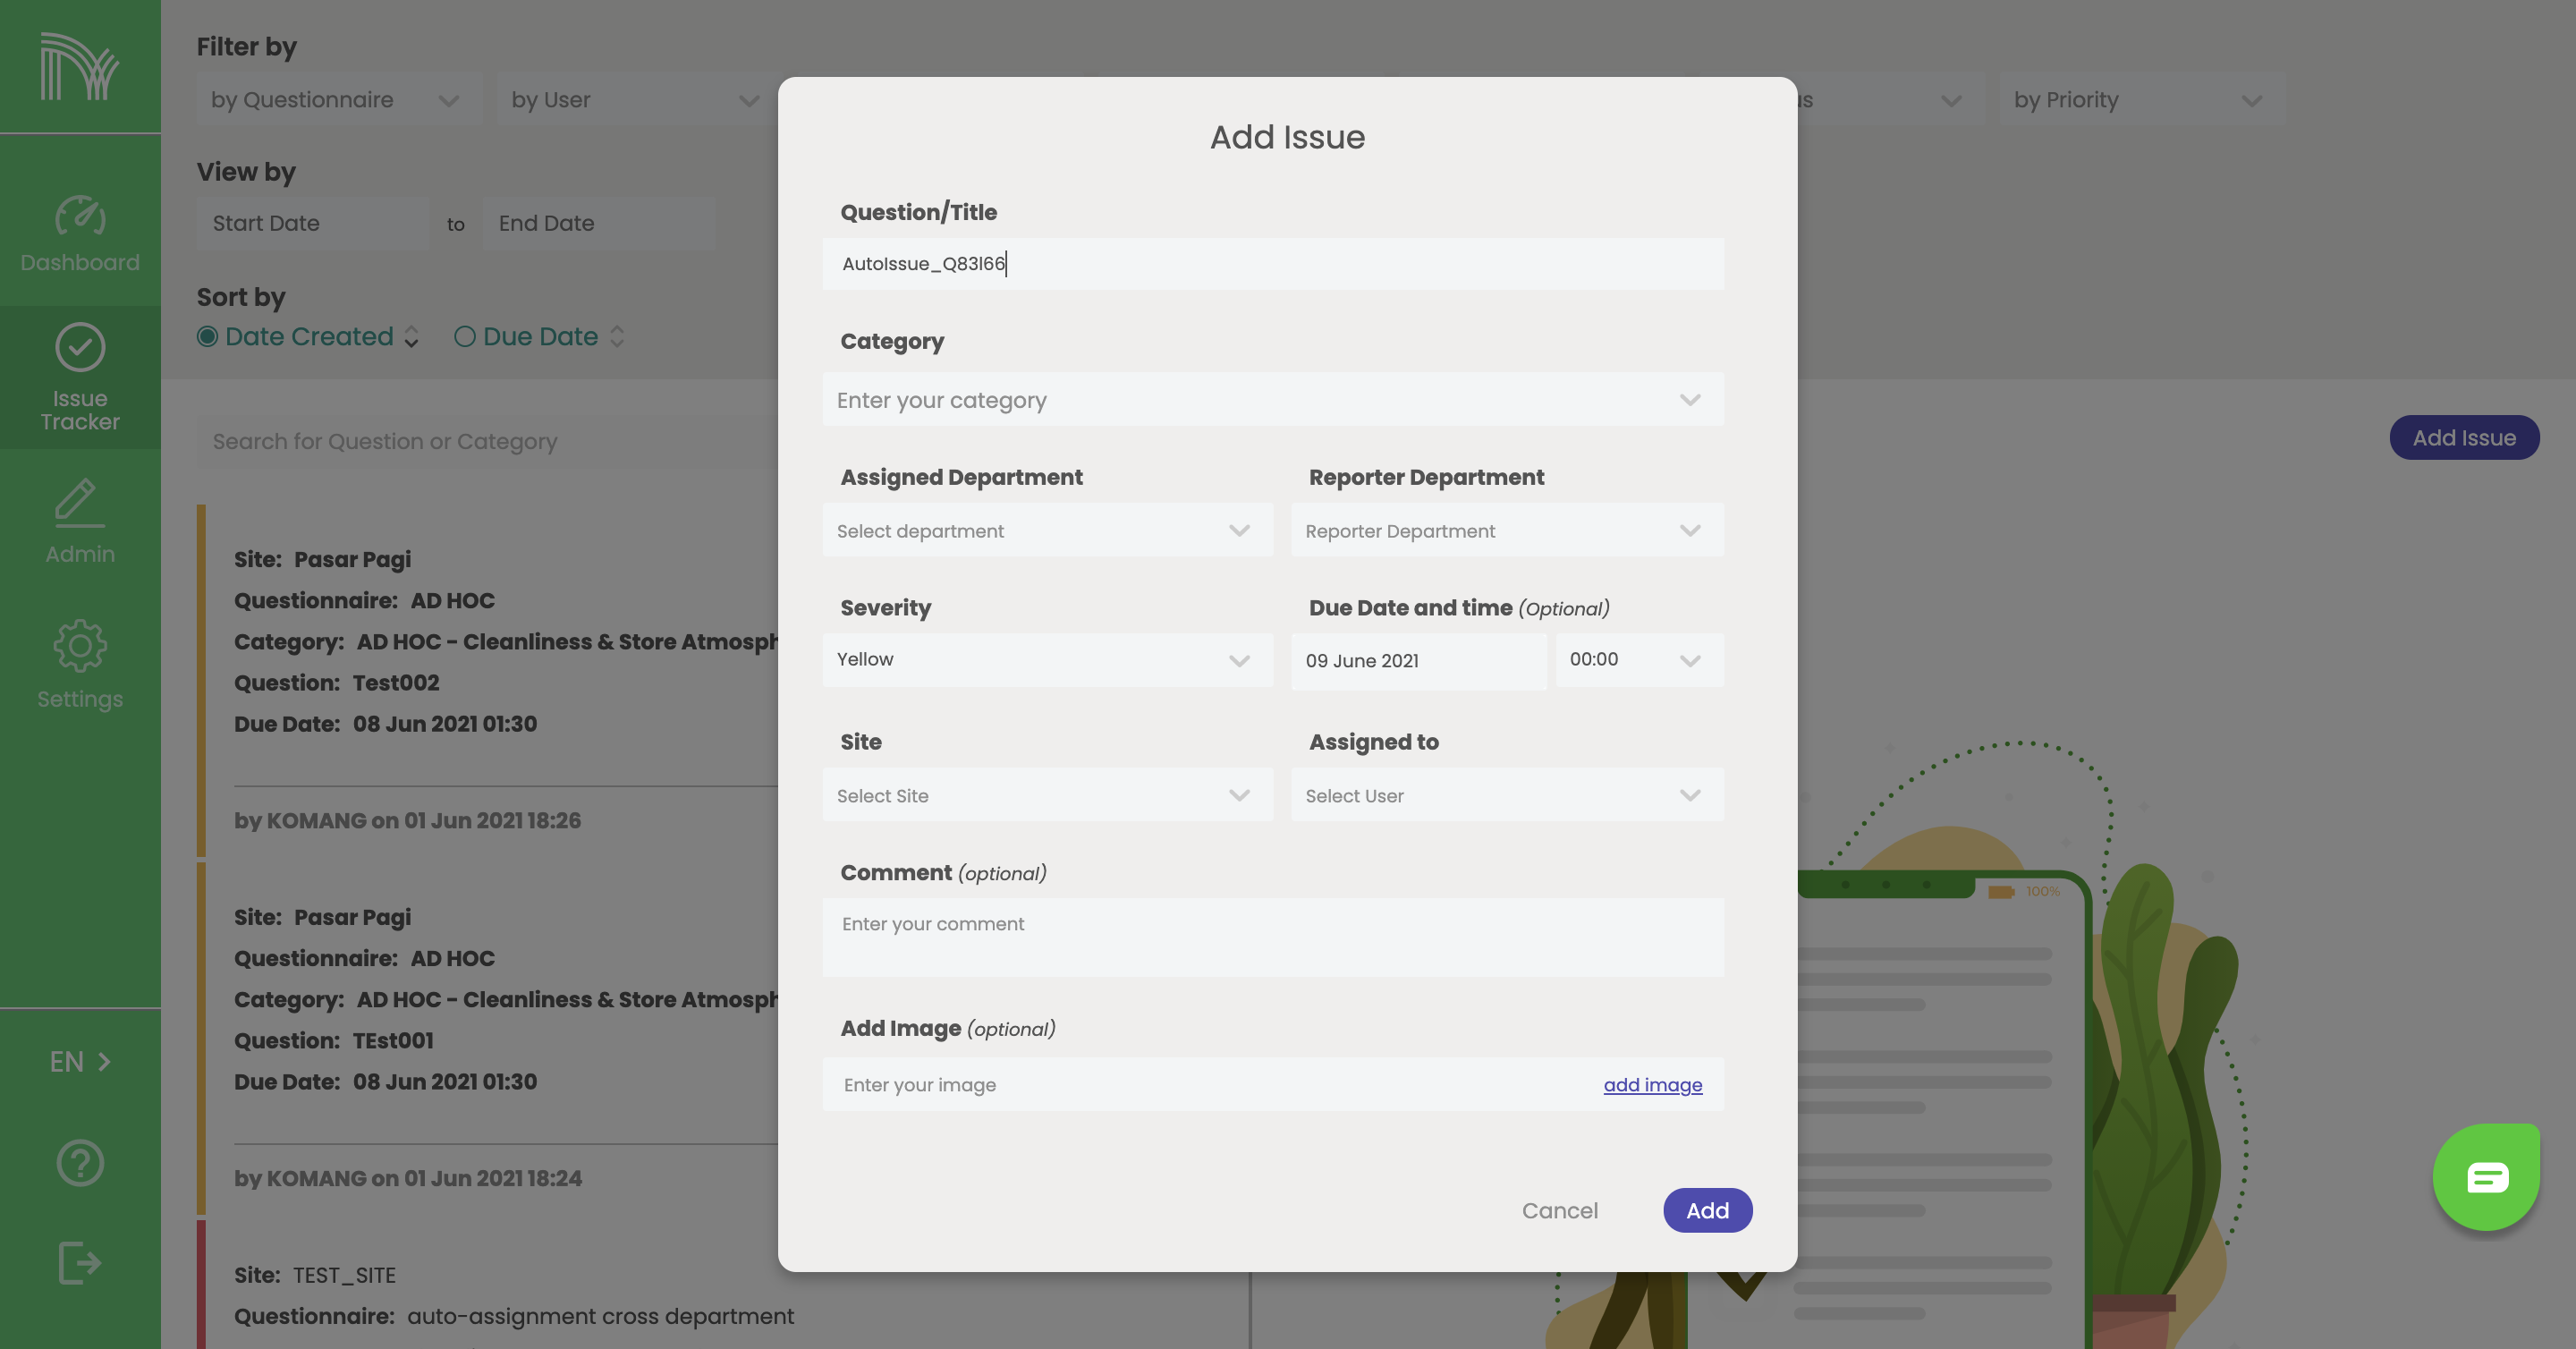 Filter by
by Questionnaire
by User
us
by Priority
View by
Start Date
to
End Date
Sort by
Date Created
Due Date
Search for Question or Category
Add Issue
Dashboard
Issue
Tracker
Admin
Settings
EN
Site: Pasar Pagi
Questionnaire: AD HOC
Category: AD HOC - Cleanliness & Store Atmosph
Question: Test002
Due Date: 08 Jun 2021 01:30
by KOMANG on 01 Jun 2021 18:26
Site: Pasar Pagi
Questionnaire: AD HOC
Category: AD HOC - Cleanliness & Store Atmosph
Question: TEst001
Due Date: 08 Jun 2021 01:30
by KOMANG on 01 Jun 2021 18:24
Site: TEST_SITE
Questionnaire: auto-assignment cross department
Add Issue
Question/Title
AutoIssue_Q83l66
Category
Enter your category
Assigned Department
Reporter Department
Select department
Reporter Department
Severity
Due Date and time (Optional)
Yellow
09 June 2021
00:00
Site
Assigned to
Select Site
Select User
Comment (optional)
Enter your comment
Add Image (optional)
Enter your image
add image
Cancel
Add
100%